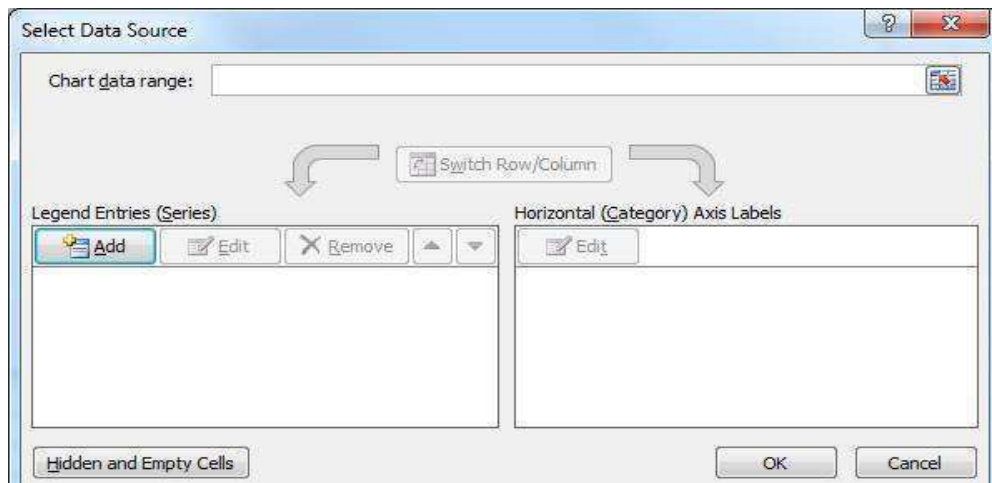 Select Data Source
Chart data range:
Switch Row/Column
Legend Entries (Series)
Horizontal (Category) Axis Labels
Add Edit Remove
Edit
Hidden and Empty Cells
OK Cancel